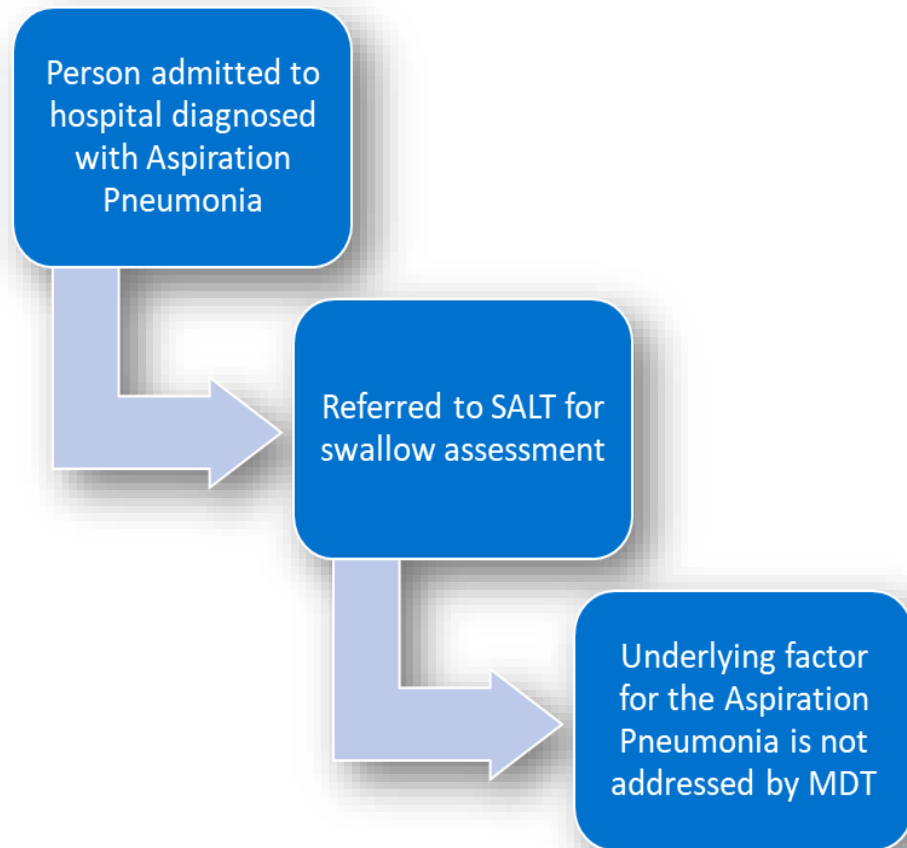 Person admitted to
hospital diagnosed
with Aspiration
Pneumonia
Referred to SALT for
swallow assessment
Underlying factor
for the Aspiration
Pneumonia is not
addressed by MDT